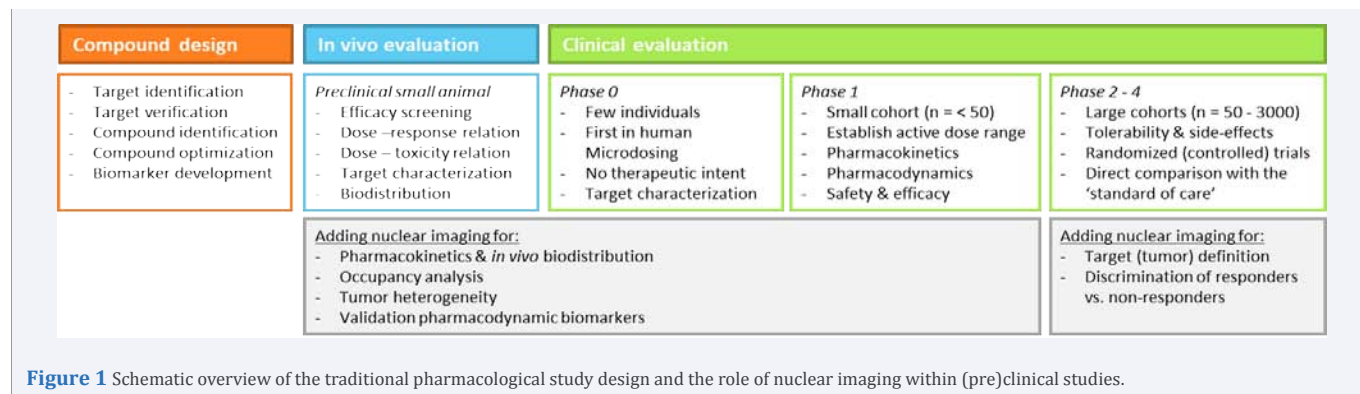 Compound design
In vivo evaluation
Clinical evaluation
- Target identification
- Target verification
- Compound identification
- Compound optimization
- Biomarker development
Preclinical small animal
- Efficacy screening
- Dose –response relation
- Dose – toxicity relation
- Target characterization
- Biodistribution
Phase 0
- Few individuals
- First in human
Microdosing
- No therapeutic intent
- Target characterization
Phase 1
- Small cohort (n = < 50)
- Establish active dose range
- Pharmacokinetics
- Pharmacodynamics
- Safety & efficacy
Phase 2 - 4
- Large cohorts (n = 50 - 3000)
- Tolerability & side-effects
- Randomized (controlled) trials
- Direct comparison with the
'standard of care'
Adding nuclear imaging for:
- Pharmacokinetics & in vivo biodistribution
- Occupancy analysis
- Tumor heterogeneity
- Validation pharmacodynamic biomarkers
Adding nuclear imaging for:
- Target (tumor) definition
- Discrimination of responders
vs. non-responders
Figure 1 Schematic overview of the traditional pharmacological study design and the role of nuclear imaging within (pre)clinical studies.